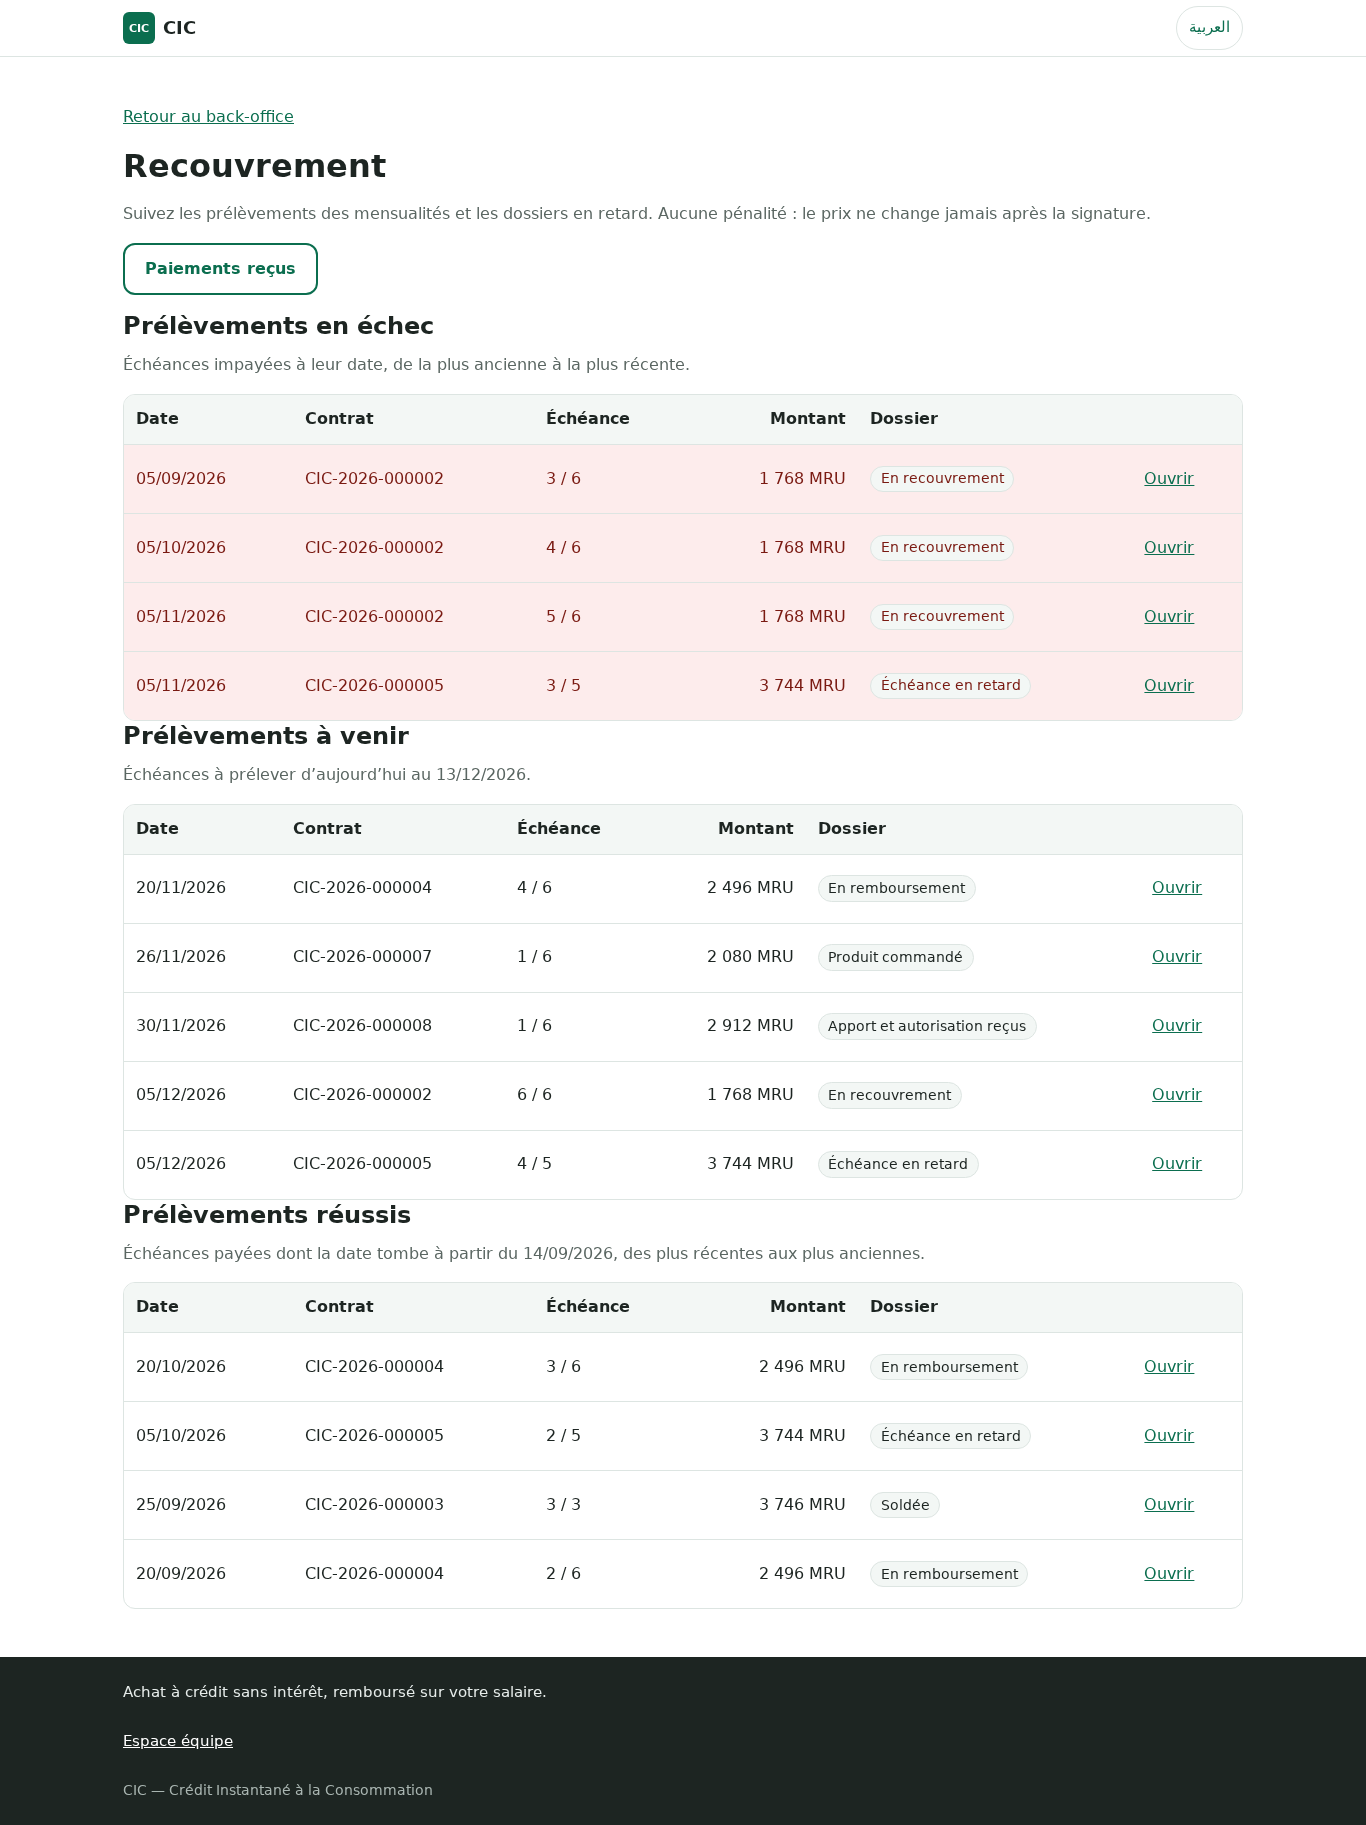 CIC CIC العربية
Retour au back-office
Recouvrement
Suivez les prélèvements des mensualités et les dossiers en retard. Aucune pénalité : le prix ne change jamais après la signature.
Paiements reçus
Prélèvements en échec
Échéances impayées à leur date, de la plus ancienne à la plus récente.
Date Contrat Échéance Montant Dossier
05/09/2026 CIC-2026-000002 3 / 6 1 768 MRU En recouvrement Ouvrir
05/10/2026 CIC-2026-000002 4 / 6 1 768 MRU En recouvrement Ouvrir
05/11/2026 CIC-2026-000002 5 / 6 1 768 MRU En recouvrement Ouvrir
05/11/2026 CIC-2026-000005 3 / 5 3 744 MRU Échéance en retard Ouvrir
Prélèvements à venir
Échéances à prélever d’aujourd’hui au 13/12/2026.
Date Contrat Échéance Montant Dossier
20/11/2026 CIC-2026-000004 4 / 6 2 496 MRU En remboursement Ouvrir
26/11/2026 CIC-2026-000007 1 / 6 2 080 MRU Produit commandé Ouvrir
30/11/2026 CIC-2026-000008 1 / 6 2 912 MRU Apport et autorisation reçus Ouvrir
05/12/2026 CIC-2026-000002 6 / 6 1 768 MRU En recouvrement Ouvrir
05/12/2026 CIC-2026-000005 4 / 5 3 744 MRU Échéance en retard Ouvrir
Prélèvements réussis
Échéances payées dont la date tombe à partir du 14/09/2026, des plus récentes aux plus anciennes.
Date Contrat Échéance Montant Dossier
20/10/2026 CIC-2026-000004 3 / 6 2 496 MRU En remboursement Ouvrir
05/10/2026 CIC-2026-000005 2 / 5 3 744 MRU Échéance en retard Ouvrir
25/09/2026 CIC-2026-000003 3 / 3 3 746 MRU Soldée Ouvrir
20/09/2026 CIC-2026-000004 2 / 6 2 496 MRU En remboursement Ouvrir
Achat à crédit sans intérêt, remboursé sur votre salaire.
Espace équipe
CIC — Crédit Instantané à la Consommation